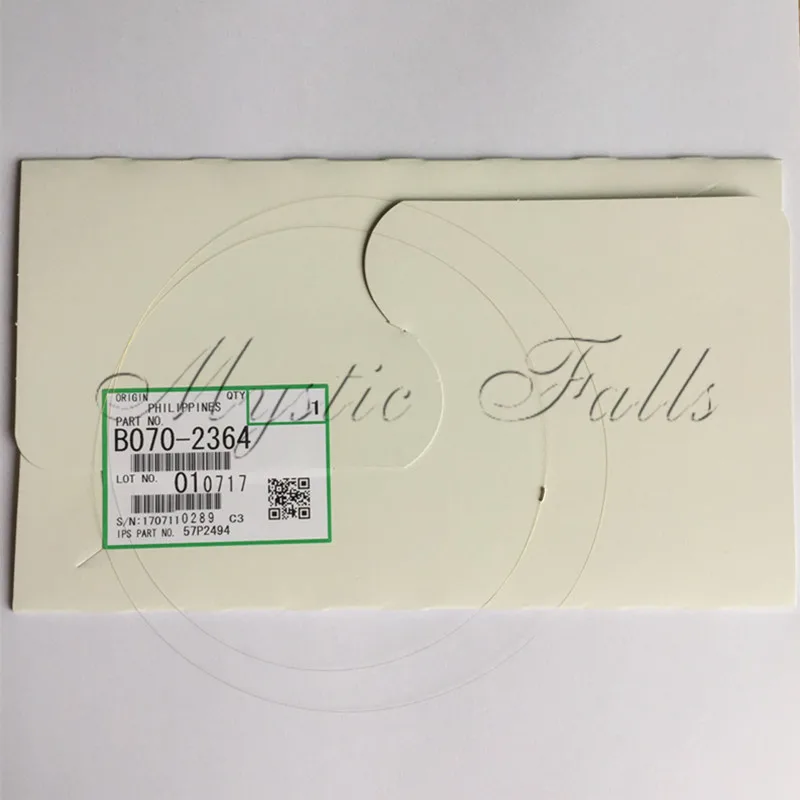 Mystic Falls
ORIGIN QTY
PHILIPPINES 1
PART NO.
B070-2364
LOT NO. 010717
S/N:1707110289 C3
IPS PART NO. 57P2494